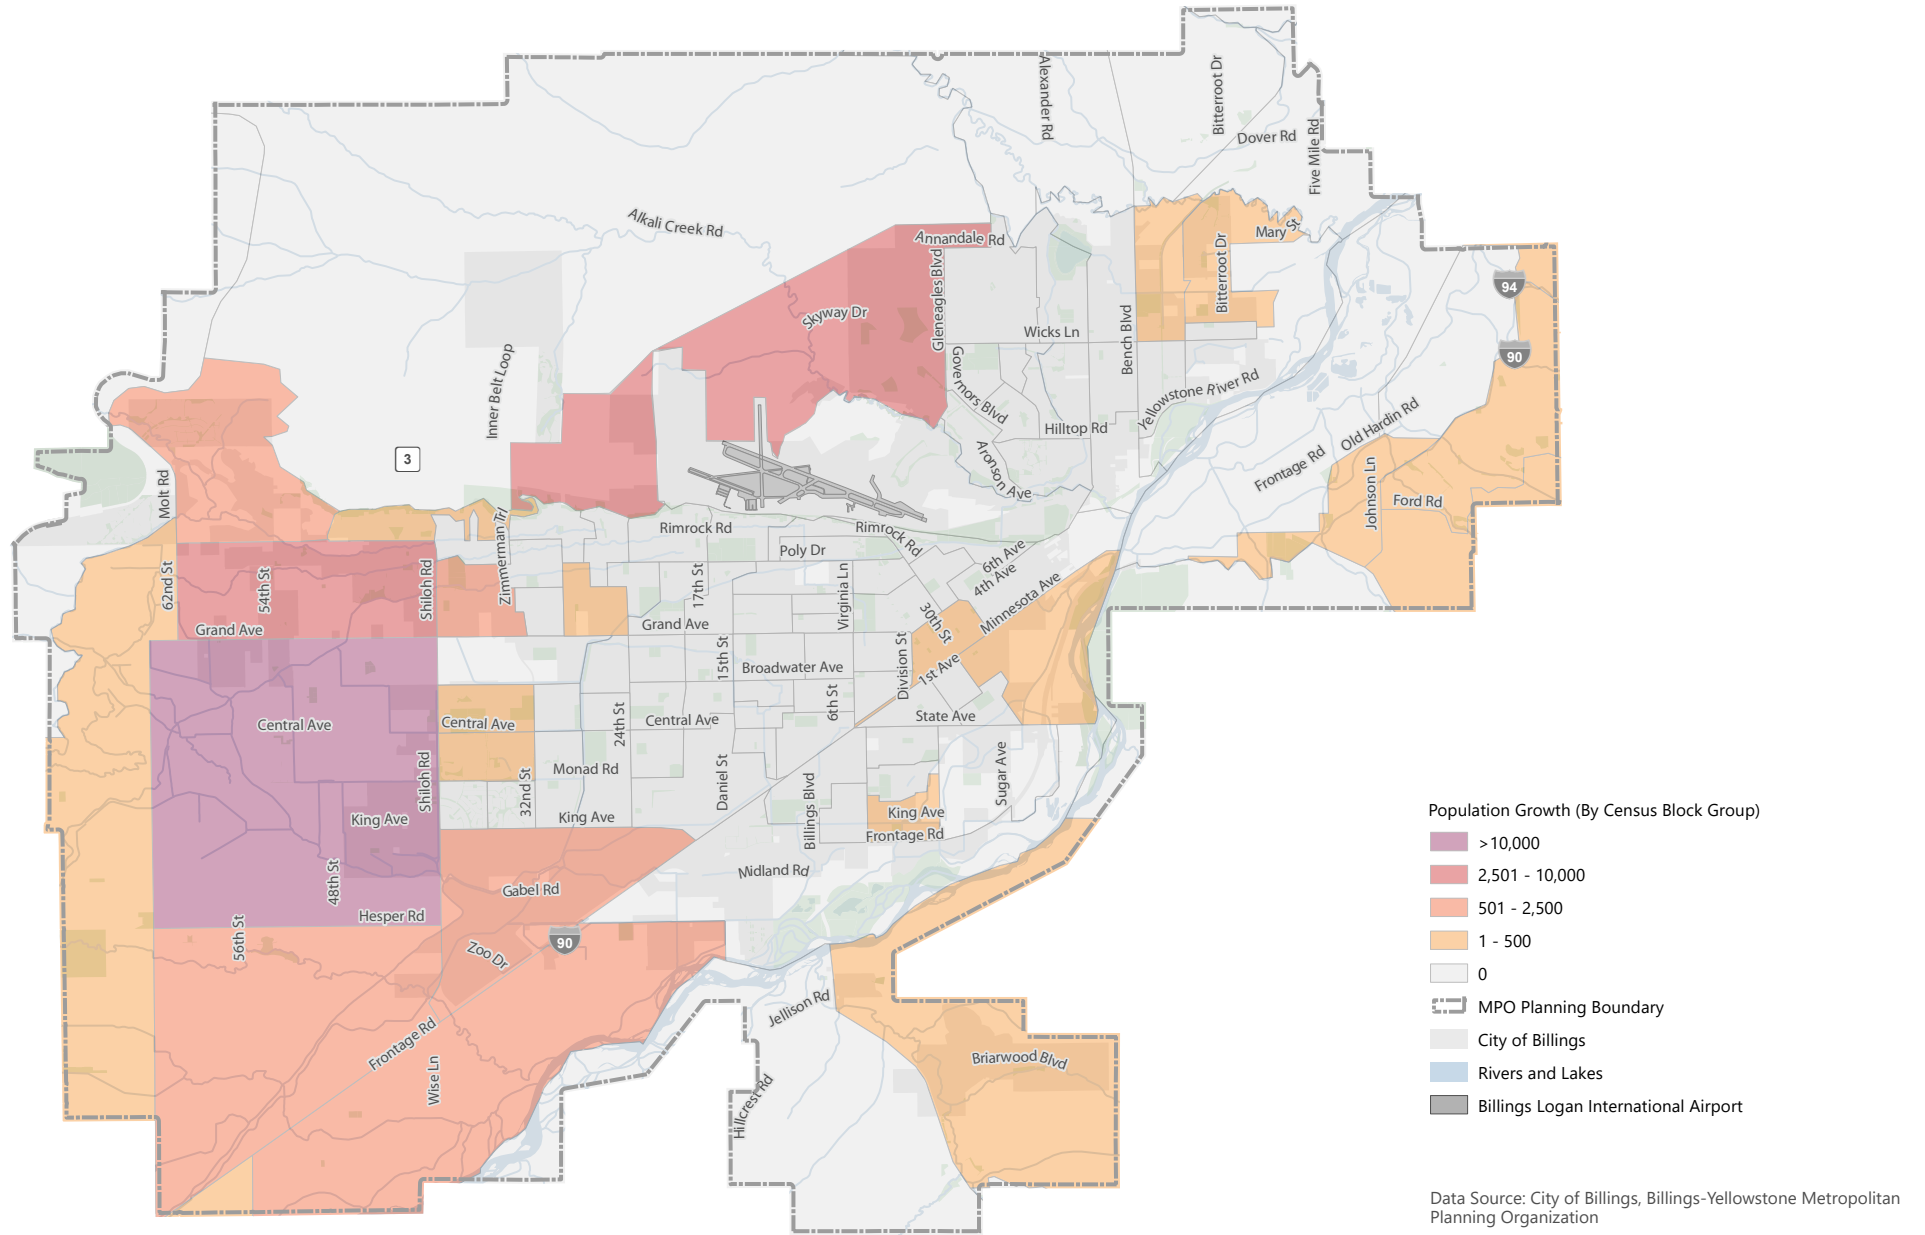 Alexander Rd
Bitterroot Dr
Dover Rd
Five Mile Rd
Alkali Creek Rd
Annandale Rd
Mary St
Bitterroot Dr
Gleneagles Blvd
94
Skyway Dr
Wicks Ln
Bench Blvd
90
Inner Belt Loop
Governors Blvd
Yellowstone River Rd
Hilltop Rd
Old Hardin Rd
3
Aronson Ave
Frontage Rd
Molt Rd
Johnson Ln
Ford Rd
Zimmerman Trl
Rimrock Rd
Rimrock Rd
Poly Dr
6th Ave
4th Ave
62nd St
54th St
Shiloh Rd
17th St
Virginia Ln
Minnesota Ave
Grand Ave
Grand Ave
30th St
15th St
Broadwater Ave
Division St
1st Ave
Central Ave
Central Ave
24th St
Central Ave
6th St
State Ave
Shiloh Rd
Monad Rd
Daniel St
Sugar Ave
32nd St
King Ave
King Ave
Billings Blvd
King Ave
Frontage Rd
48th St
Gabel Rd
Midland Rd
Hesper Rd
56th St
Zoo Dr
90
Jellison Rd
Frontage Rd
Wise Ln
Briarwood Blvd
Hillcrest Rd
Population Growth (By Census Block Group)
>10,000
2,501 - 10,000
501 - 2,500
1 - 500
0
MPO Planning Boundary
City of Billings
Rivers and Lakes
Billings Logan International Airport
Data Source: City of Billings, Billings-Yellowstone Metropolitan
Planning Organization